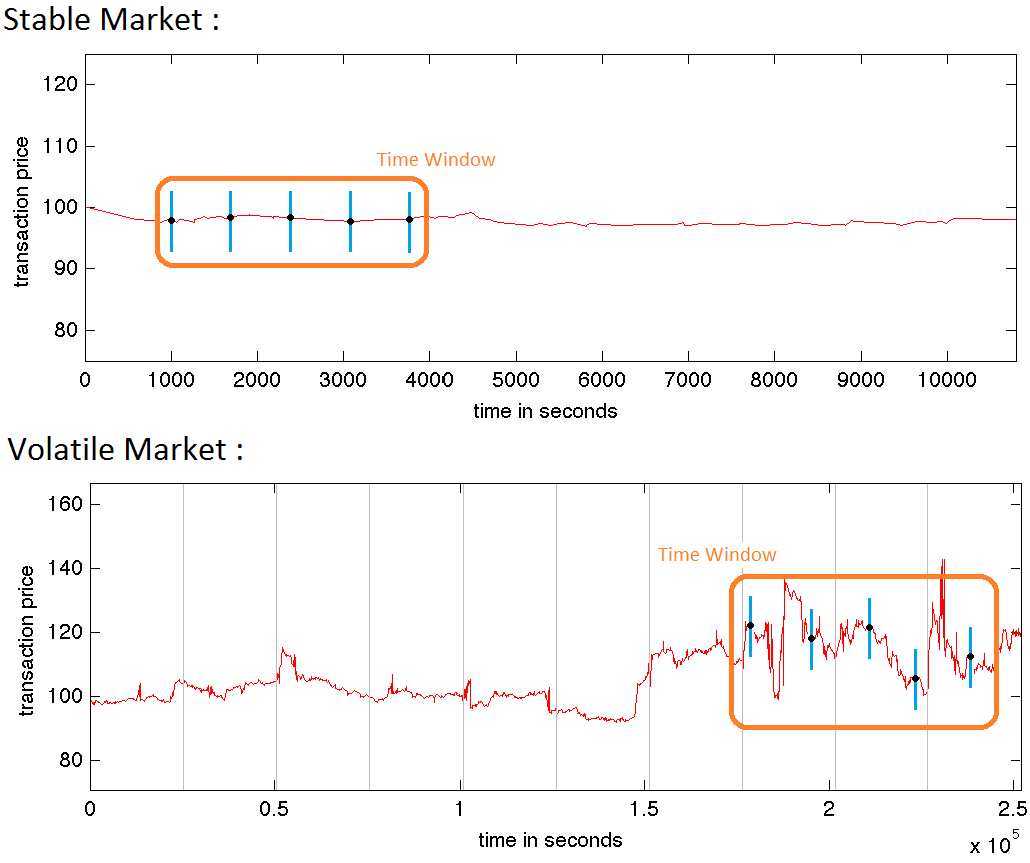 Stable Market :
120
Time Window
110
100
90
80
transaction price
0 1000 2000 3000 4000 5000 6000 7000 8000 9000 10000
time in seconds
Volatile Market :
160
Time Window
140
120
100
80
transaction price
0 0.5 1 1.5 2 2.5
time in seconds
x 10^5